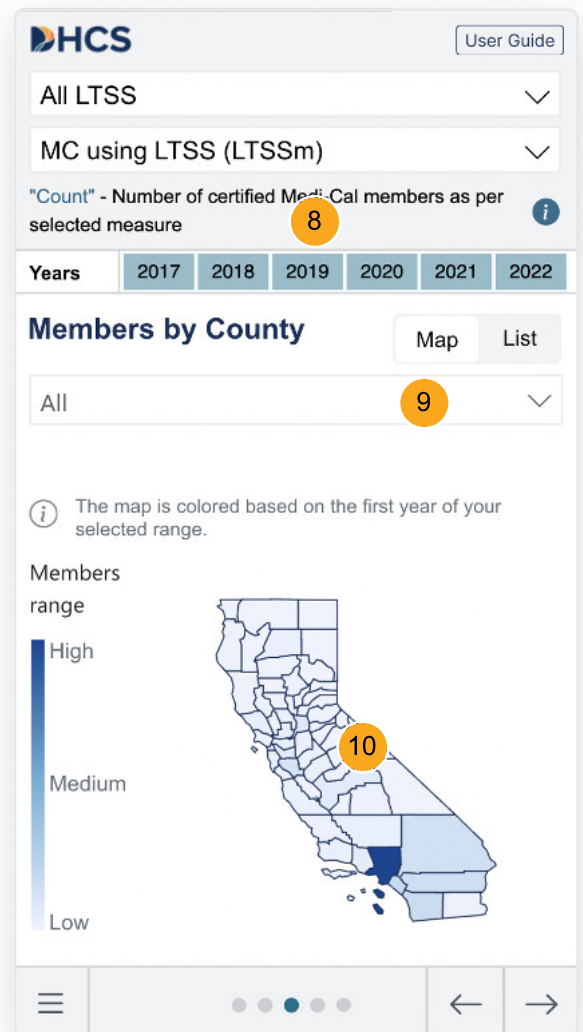 DHCS
User Guide
All LTSS
MC using LTSS (LTSSm)
"Count" - Number of certified Medi-Cal members as per
selected measure
8
i
Years 2017 2018 2019 2020 2021 2022
Members by County
Map List
All
9
i
The map is colored based on the first year of your
selected range.
Members
range
High
Medium
Low
10